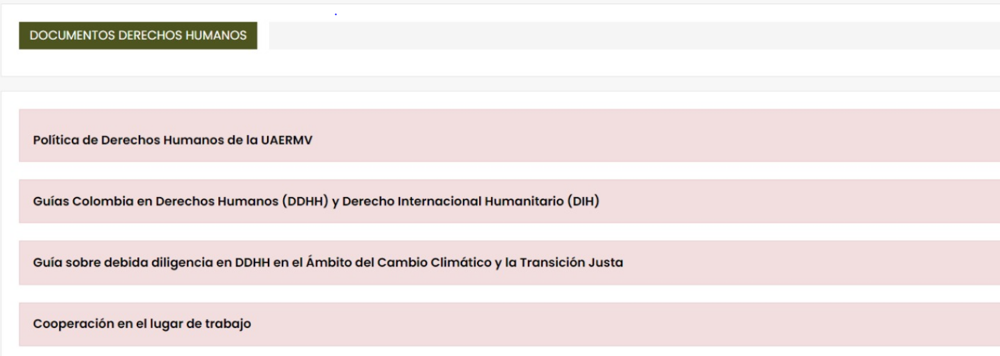 DOCUMENTOS DERECHOS HUMANOS
Política de Derechos Humanos de la UAERMV
Guías Colombia en Derechos Humanos (DDHH) y Derecho Internacional Humanitario (DIH)
Guía sobre debida diligencia en DDHH en el Ámbito del Cambio Climático y la Transición Justa
Cooperación en el lugar de trabajo